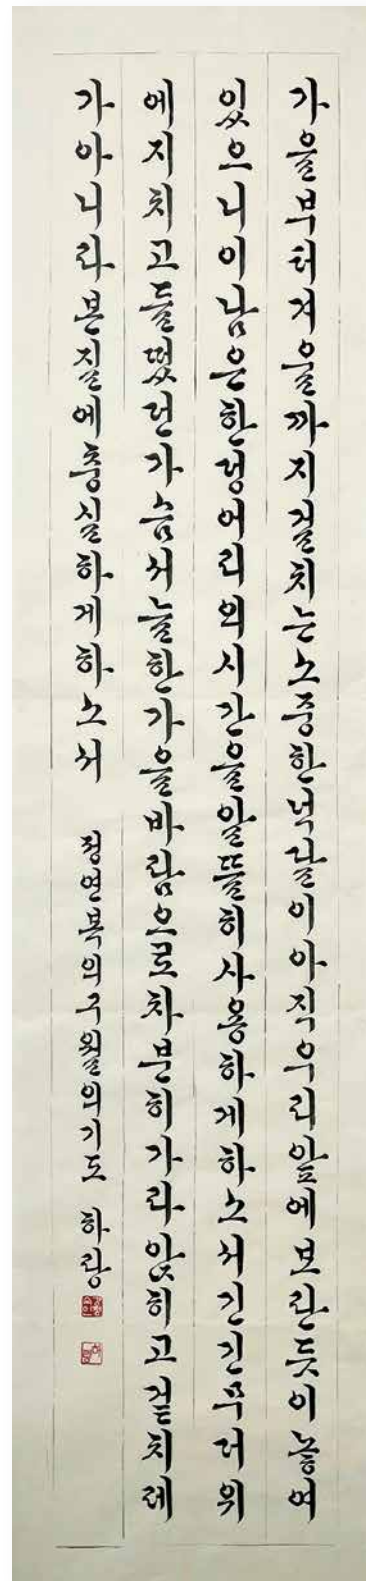 가을부터겨울까지걸치는소중한넉달이아직우리앞에보란듯이놓여
있으니이남은한덩어리의시간을알뜰히사용하게하소서긴긴무더위
에지치고들떴던가슴서늘한가을바람으로차분히가라앉히고겉치레
가아니라본질에충실하게하소서 정연복의구월의기도 하랑